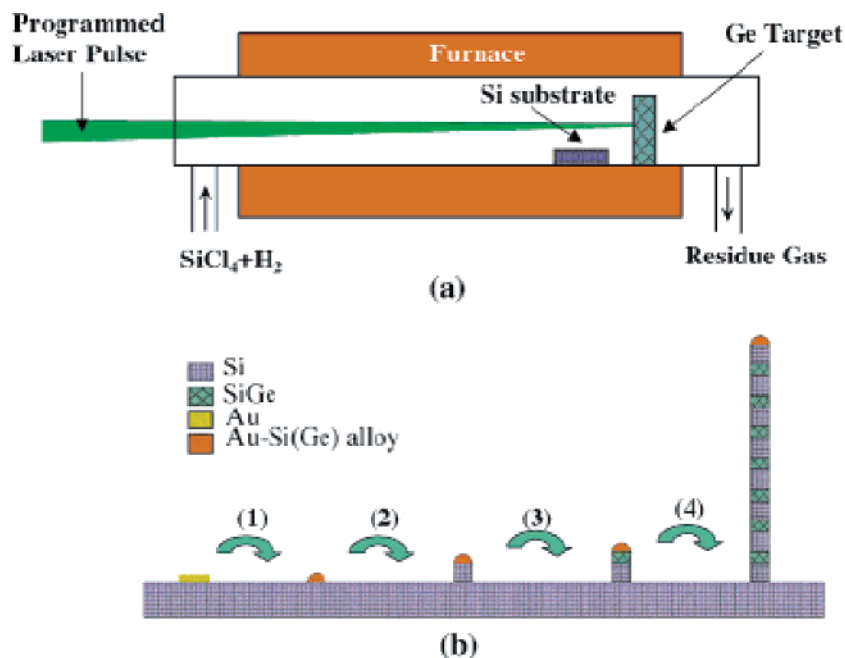 Programmed
Laser Pulse
Furnace
Ge Target
Si substrate
SiCl₄+H₂
Residue Gas
(a)
Si
SiGe
Au
Au-Si(Ge) alloy
(1)
(2)
(3)
(4)
(b)